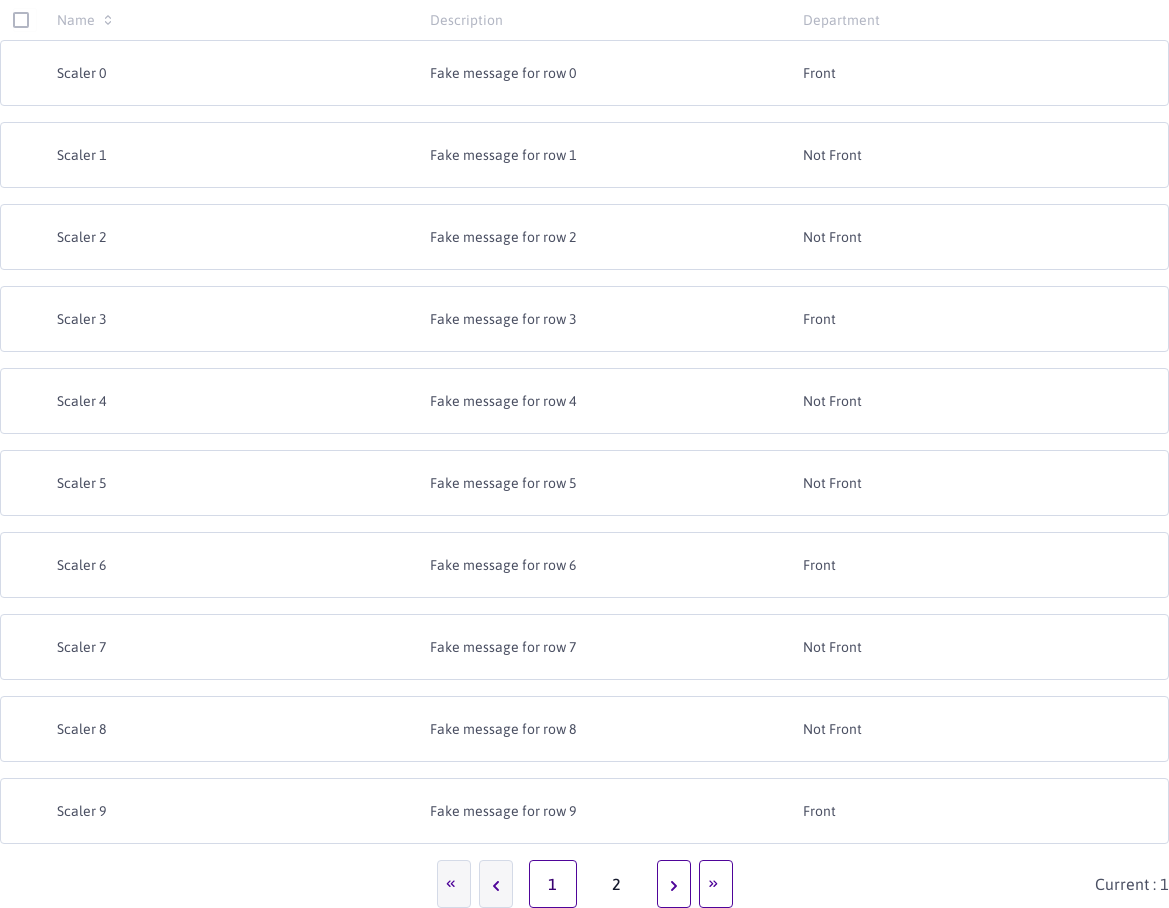 Name Description Department
Scaler 0 Fake message for row 0 Front
Scaler 1 Fake message for row 1 Not Front
Scaler 2 Fake message for row 2 Not Front
Scaler 3 Fake message for row 3 Front
Scaler 4 Fake message for row 4 Not Front
Scaler 5 Fake message for row 5 Not Front
Scaler 6 Fake message for row 6 Front
Scaler 7 Fake message for row 7 Not Front
Scaler 8 Fake message for row 8 Not Front
Scaler 9 Fake message for row 9 Front
« ‹ 1 2 › » Current : 1